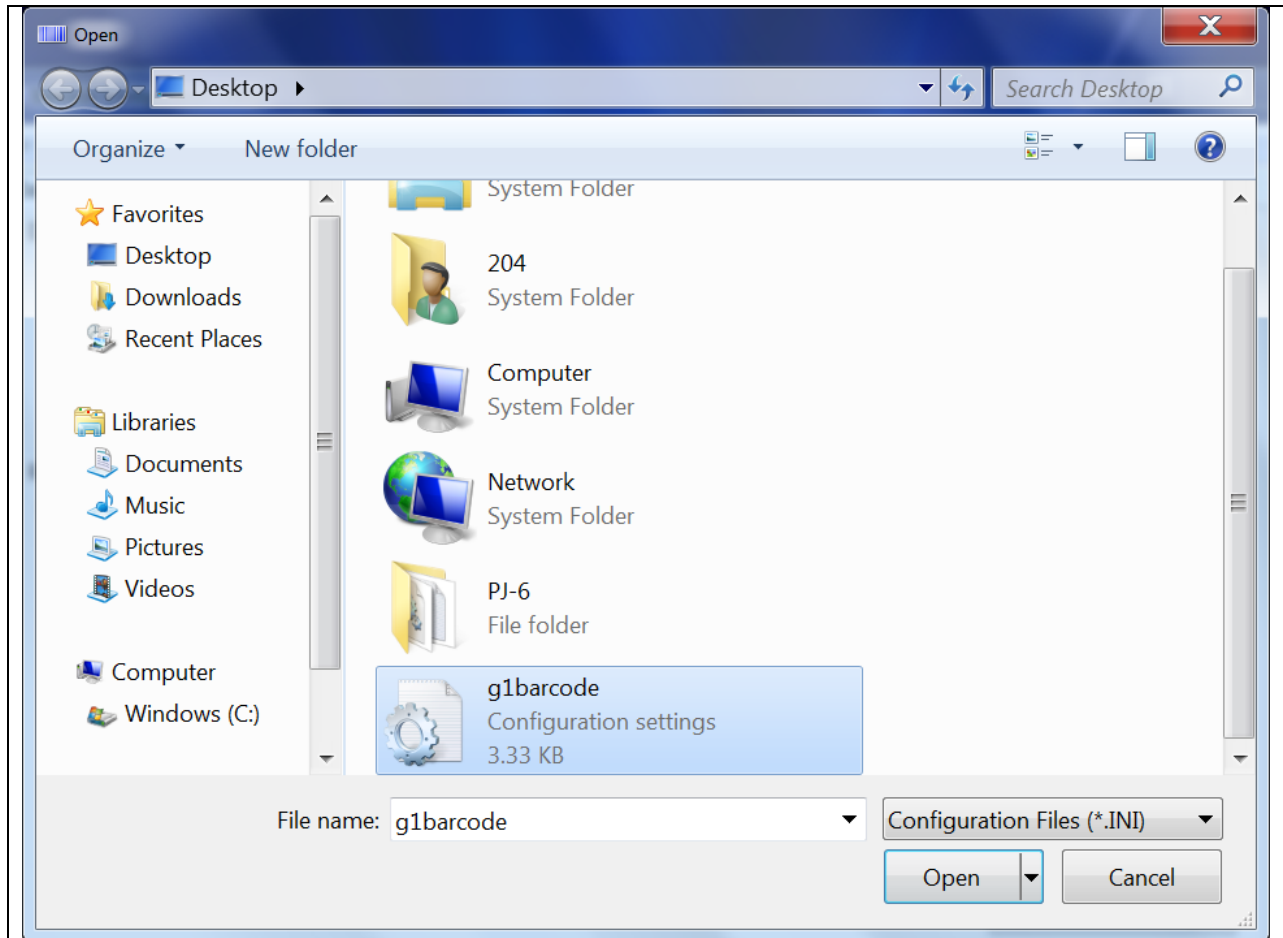 Open
X
Desktop
Search Desktop
Organize
New folder
?
Favorites
Desktop
Downloads
Recent Places
Libraries
Documents
Music
Pictures
Videos
Computer
Windows (C:)
System Folder
204
System Folder
Computer
System Folder
Network
System Folder
PJ-6
File folder
g1barcode
Configuration settings
3.33 KB
File name: g1barcode
Configuration Files (*.INI)
Open
Cancel